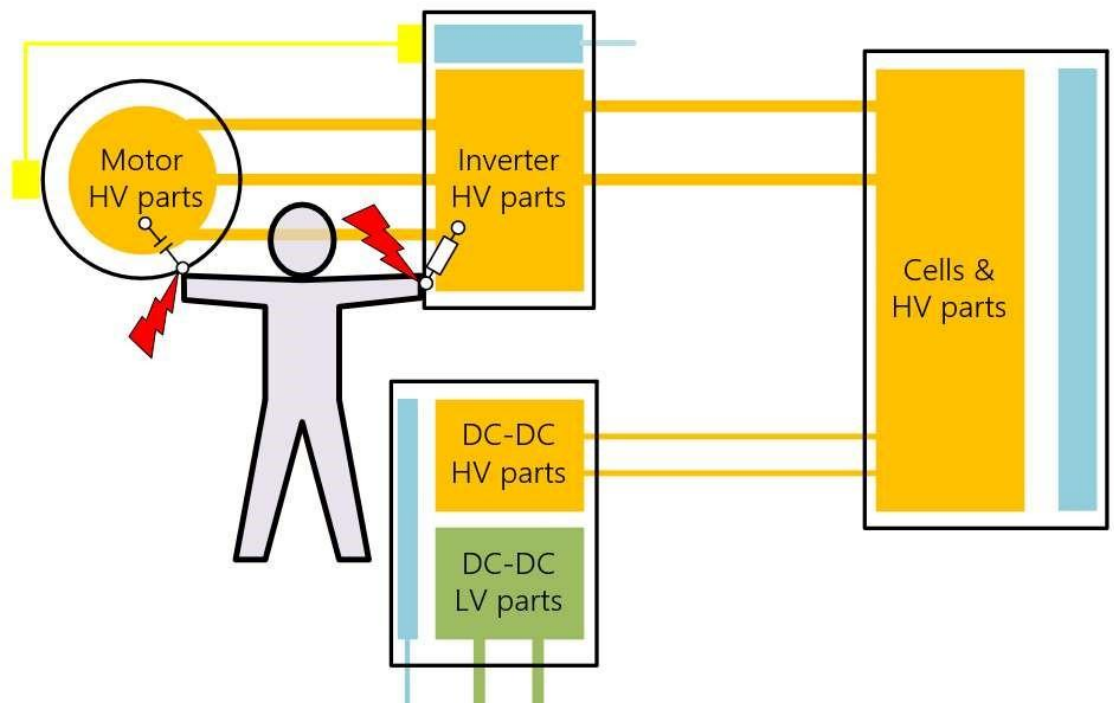 Motor
HV parts
Inverter
HV parts
Cells &
HV parts
DC-DC
HV parts
DC-DC
LV parts